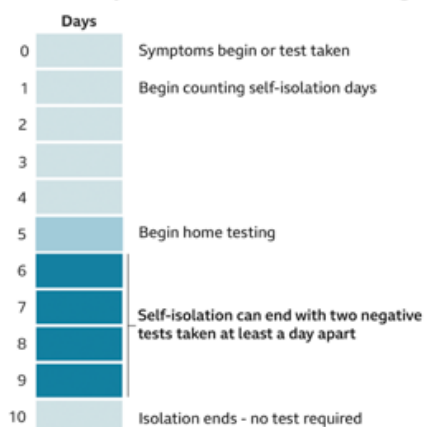 Days
0 Symptoms begin or test taken
1 Begin counting self-isolation days
2
3
4
5 Begin home testing
6
7
Self-isolation can end with two negative
tests taken at least a day apart
8
9
10 Isolation ends - no test required